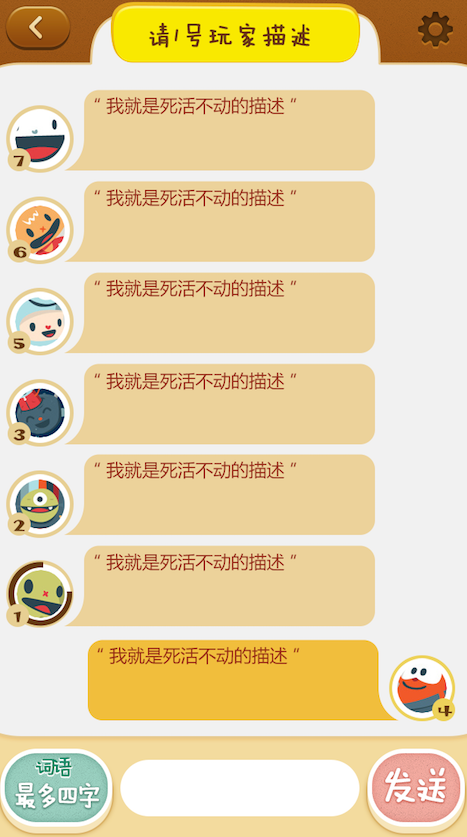 请1号玩家描述
“我就是死活不动的描述“
7
“我就是死活不动的描述“
6
“我就是死活不动的描述“
5
“我就是死活不动的描述“
3
“我就是死活不动的描述“
2
“我就是死活不动的描述“
1
“我就是死活不动的描述“
4
词语
最多四字
发送